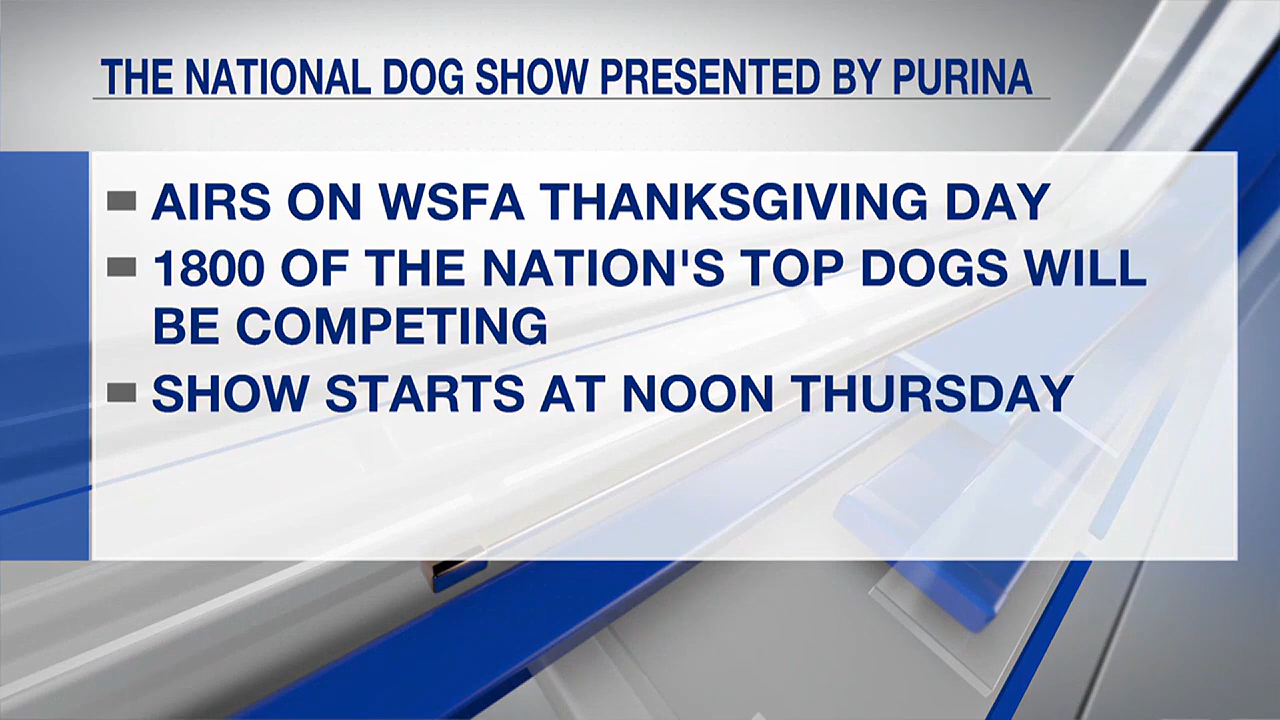 THE NATIONAL DOG SHOW PRESENTED BY PURINA
AIRS ON WSFA THANKSGIVING DAY
1800 OF THE NATION'S TOP DOGS WILL
BE COMPETING
SHOW STARTS AT NOON THURSDAY